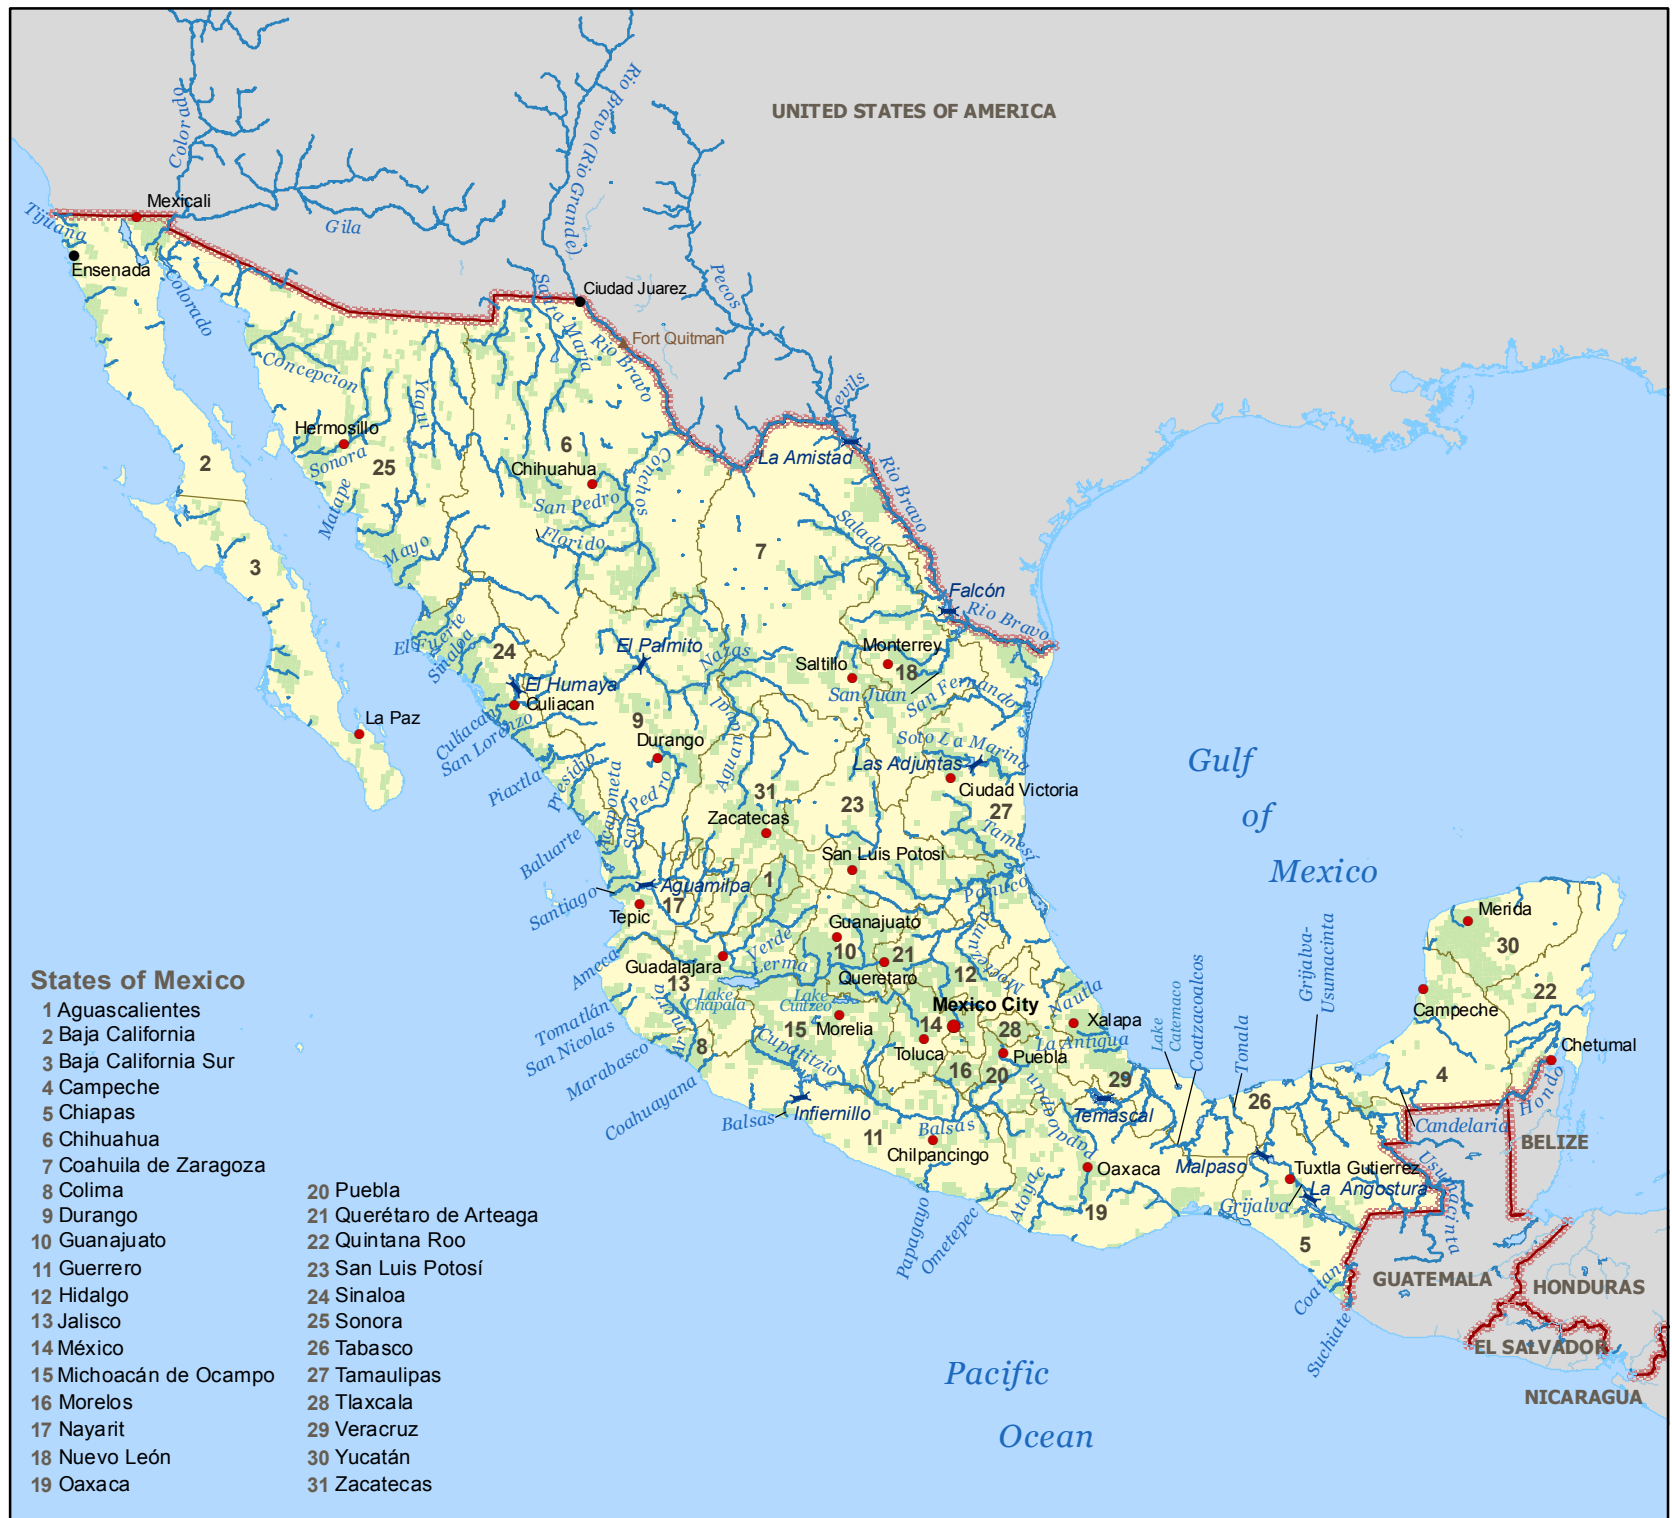 UNITED STATES OF AMERICA
Colorado
Rio Bravo (Rio Grande)
Mexicali
Gila
Tijuana
Ensenada
Colorado
Pecos
Ciudad Juarez
Santa María
Fort Quitman
Rio Bravo
Concepcion
Yaqui
Devils
Hermosillo
6
La Amistad
2
Sonora
25
Chihuahua
Conchos
Rio Bravo
San Pedro
Matape
Salado
Florido
Mayo
7
3
Falcón
Rio Bravo
El Fuerte
Sinaloa
24
El Palmito
Nazas
Monterrey
Saltillo
18
El Humaya
San Juan
San Fernando
Culiacan
Culiacan
San Lorenzo
La Paz
9
Aguanaval
Durango
Soto La Marina
Las Adjuntas
Gulf
of
Mexico
Piaxtla
Presidio
Ciudad Victoria
31
23
27
Acaponeta
San Pedro
Zacatecas
Tamesí
Baluarte
San Luis Potosí
1
Aguamilpa
Panuco
Santiago
17
Tepic
Merida
Guanajuato
30
Verde
10
21
Moctezuma
Grijalva-
Usumacinta
Ameca
Guadalajara
Lerma
Queretaro
12
13
Lake
Chapala
Lake
Cuitzeo
Nautla
Coatzacoalcos
22
Campeche
Mexico City
Tomatlán
San Nicolas
Armería
15
Morelia
14
28
Xalapa
Lake
Catemaco
Tonala
Toluca
La Antigua
Chetumal
Marabasco
8
Cupatitzio
Puebla
16
20
29
4
Coahuayana
Infiernillo
Papaloapan
Temascal
26
Hondo
Balsas
Balsas
Candelaria
11
BELIZE
Chilpancingo
Oaxaca
Malpaso
Tuxtla Gutierrez
Usumacinta
La Angostura
Papagayo
Ometepec
Atoyac
19
Grijalva
5
Coatan
GUATEMALA
HONDURAS
Suchiate
EL SALVADOR
NICARAGUA
Pacific
Ocean
States of Mexico
1 Aguascalientes
2 Baja California
3 Baja California Sur
4 Campeche
5 Chiapas
6 Chihuahua
7 Coahuila de Zaragoza
8 Colima
9 Durango
10 Guanajuato
11 Guerrero
12 Hidalgo
13 Jalisco
14 México
15 Michoacán de Ocampo
16 Morelos
17 Nayarit
18 Nuevo León
19 Oaxaca
20 Puebla
21 Querétaro de Arteaga
22 Quintana Roo
23 San Luis Potosí
24 Sinaloa
25 Sonora
26 Tabasco
27 Tamaulipas
28 Tlaxcala
29 Veracruz
30 Yucatán
31 Zacatecas